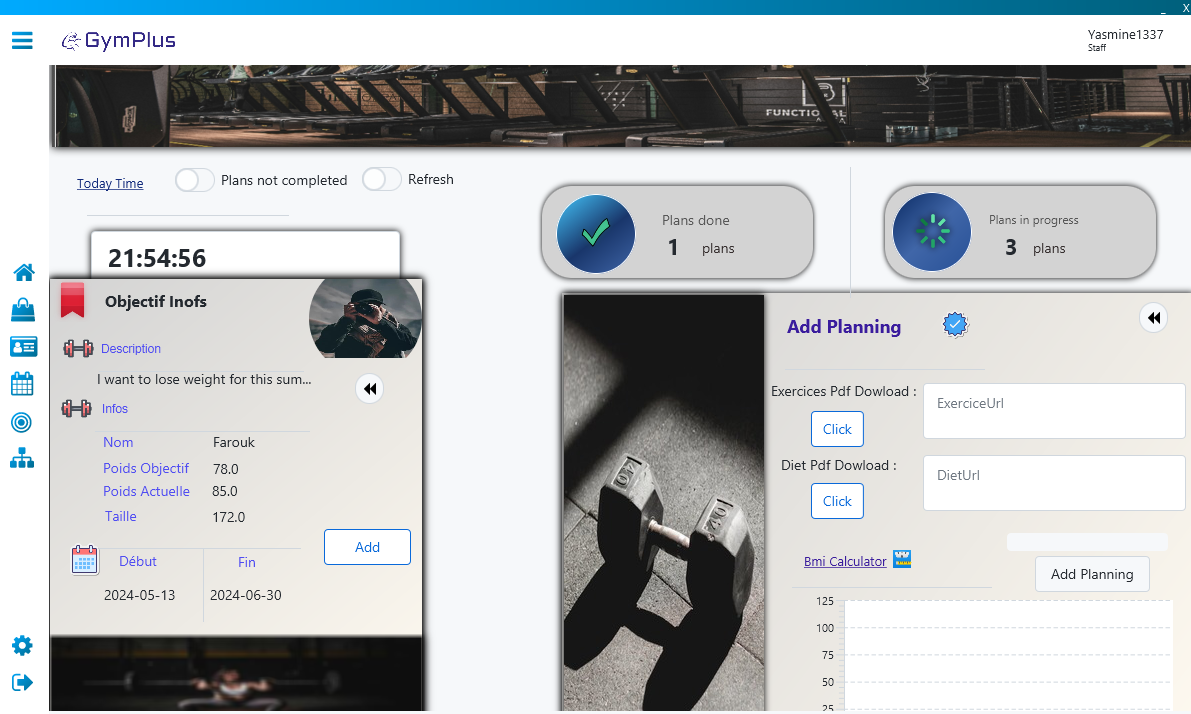 _ X
GymPlus
Yasmine1337
Staff
FUNCTIONAL
Today Time
Plans not completed
Refresh
Plans done
1 plans
Plans in progress
3 plans
21:54:56
Objectif Inofs
Description
I want to lose weight for this sum...
Infos
Nom Farouk
Poids Objectif 78.0
Poids Actuelle 85.0
Taille 172.0
Add
Début Fin
2024-05-13 2024-06-30
Add Planning
Exercices Pdf Dowload :
ExerciceUrl
Click
Diet Pdf Dowload :
DietUrl
Click
Bmi Calculator
Add Planning
125
100
75
50
25